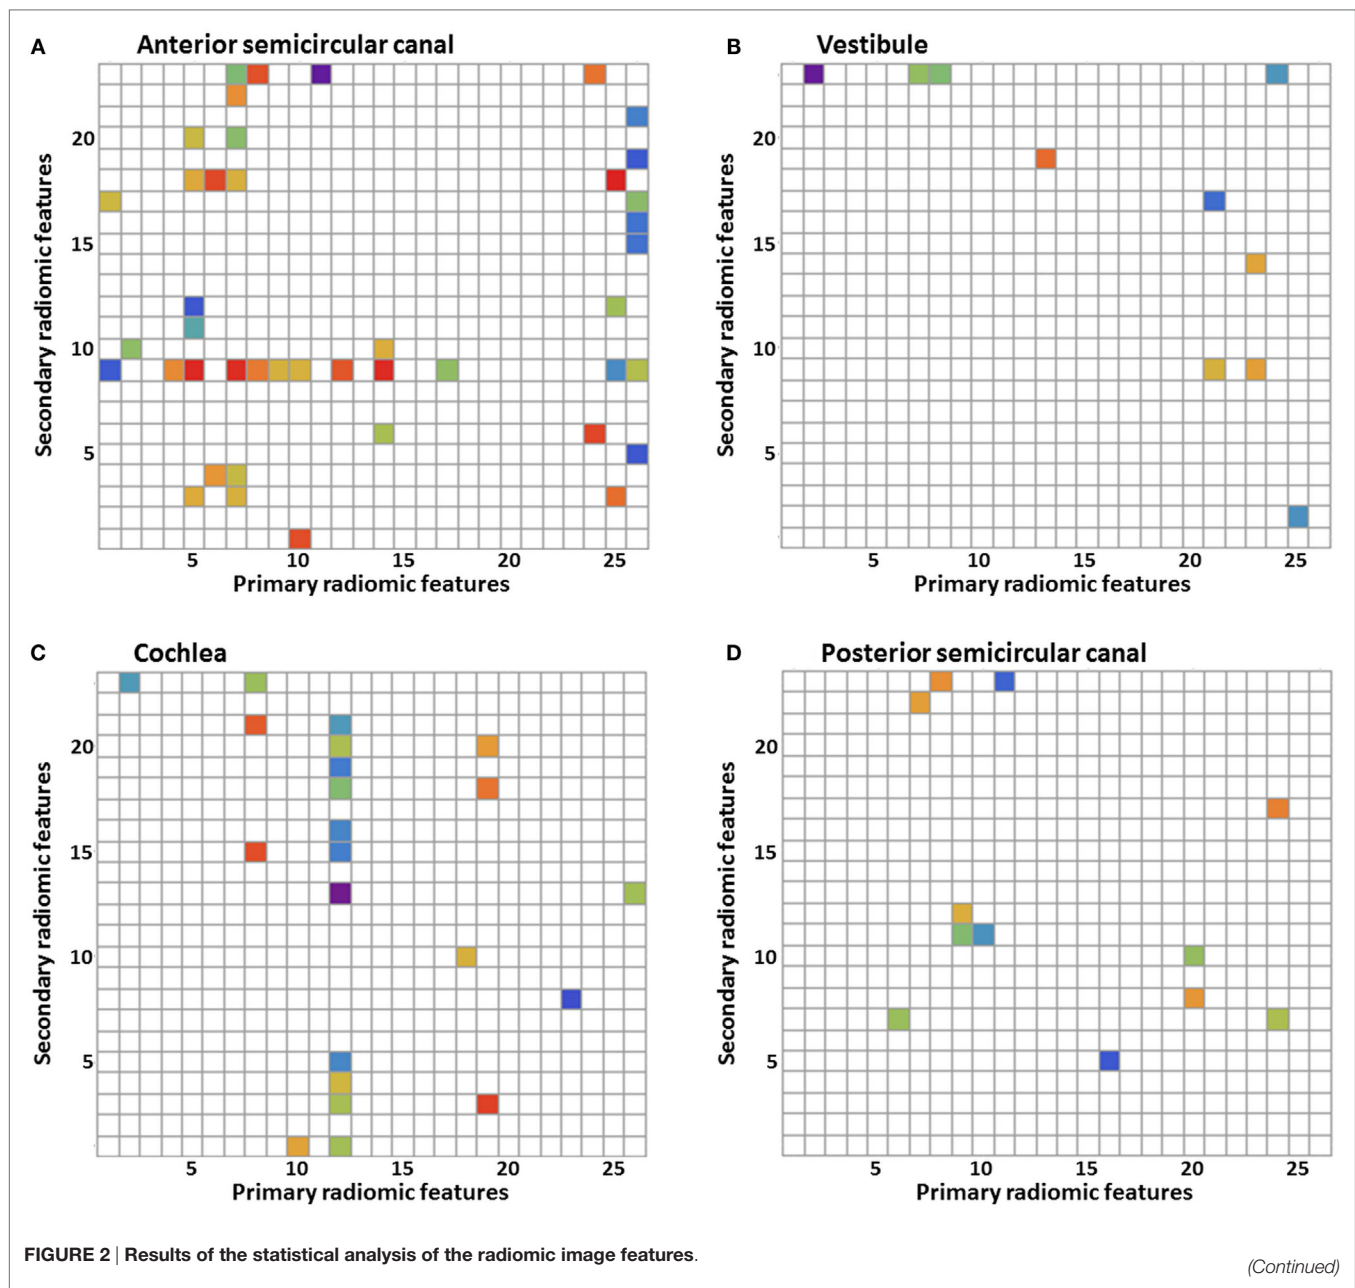 A Anterior semicircular canal
20
15
10
5
Secondary radiomic features
5 10 15 20 25
Primary radiomic features
B Vestibule
20
15
10
5
Secondary radiomic features
5 10 15 20 25
Primary radiomic features
C Cochlea
20
15
10
5
Secondary radiomic features
5 10 15 20 25
Primary radiomic features
D Posterior semicircular canal
20
15
10
5
Secondary radiomic features
5 10 15 20 25
Primary radiomic features
FIGURE 2 | Results of the statistical analysis of the radiomic image features.
(Continued)